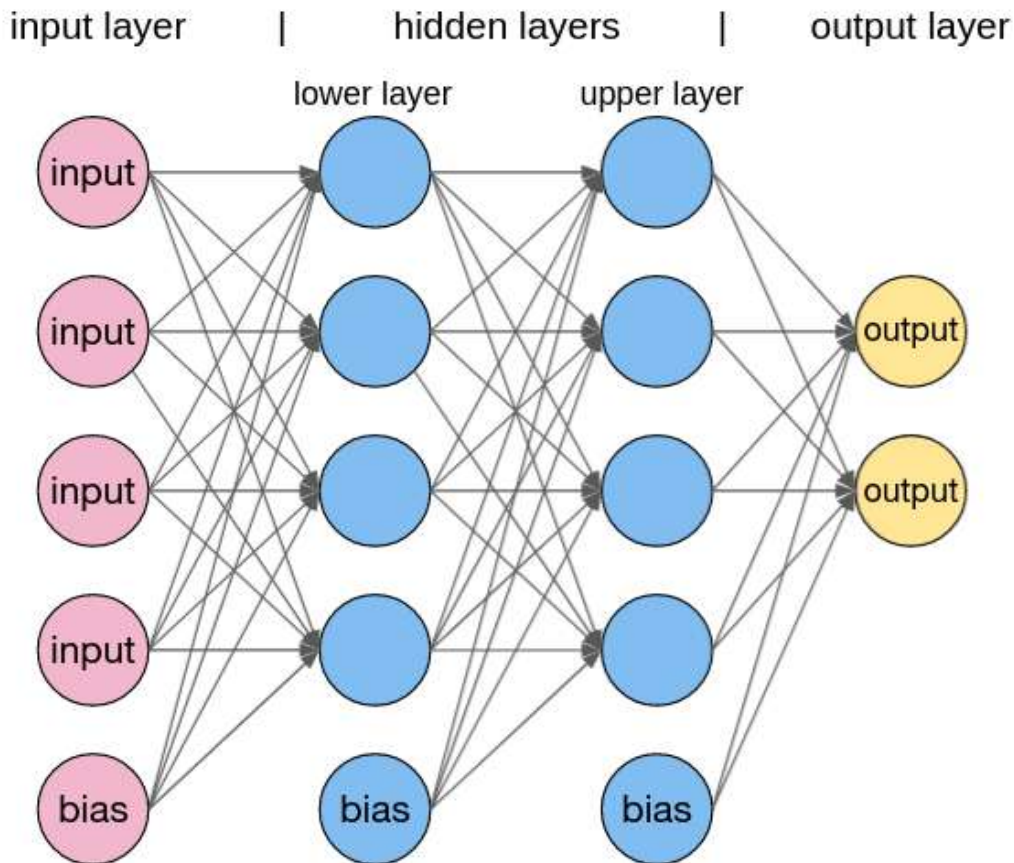 input layer | hidden layers | output layer
lower layer upper layer
input
input output
input output
input
bias bias bias